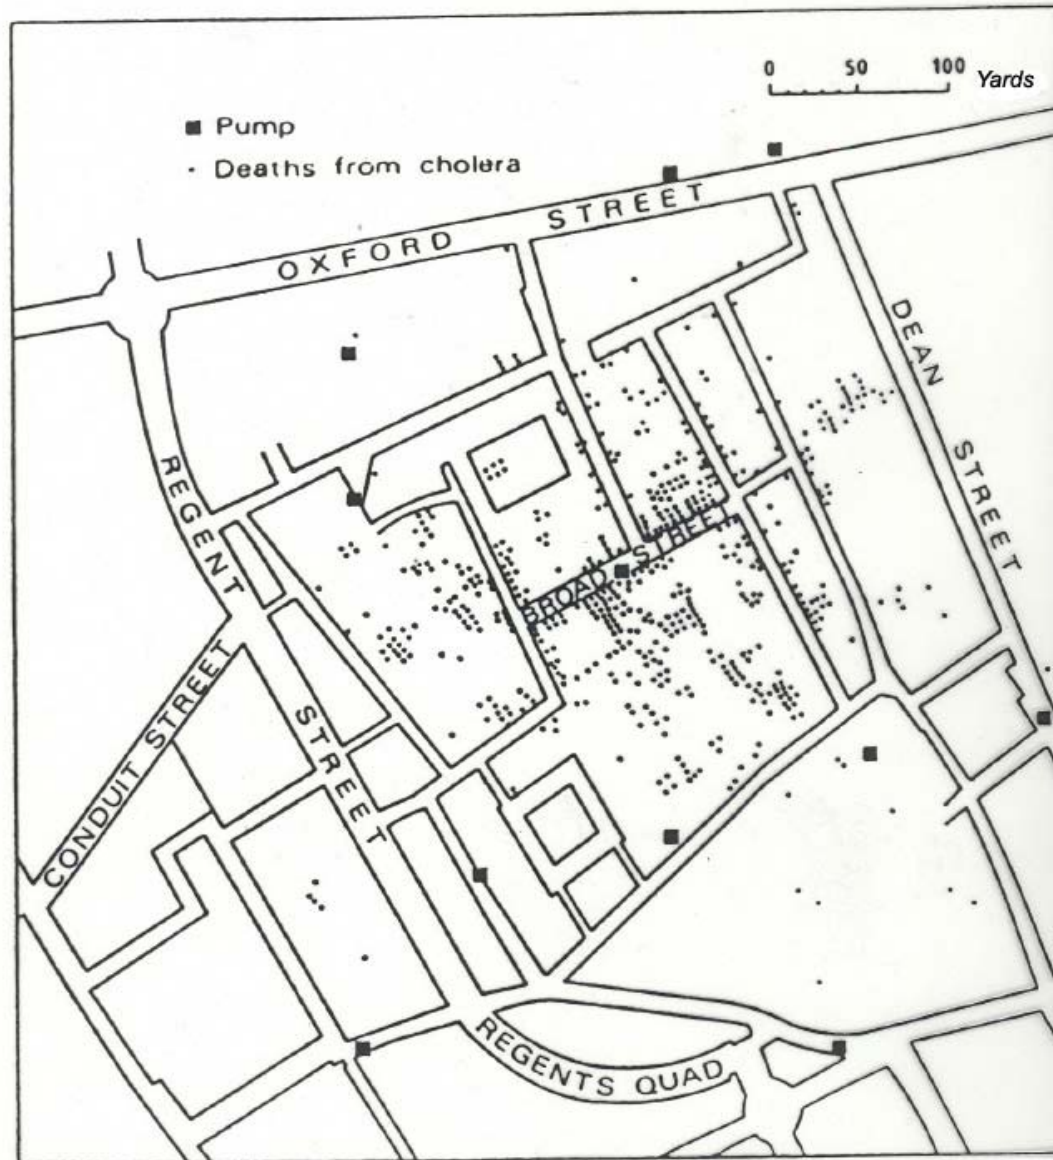 0 50 100 Yards
Pump
Deaths from cholera
OXFORD STREET
DEAN STREET
REGENT STREET
BROAD STREET
CONDUIT STREET
REGENTS QUAD